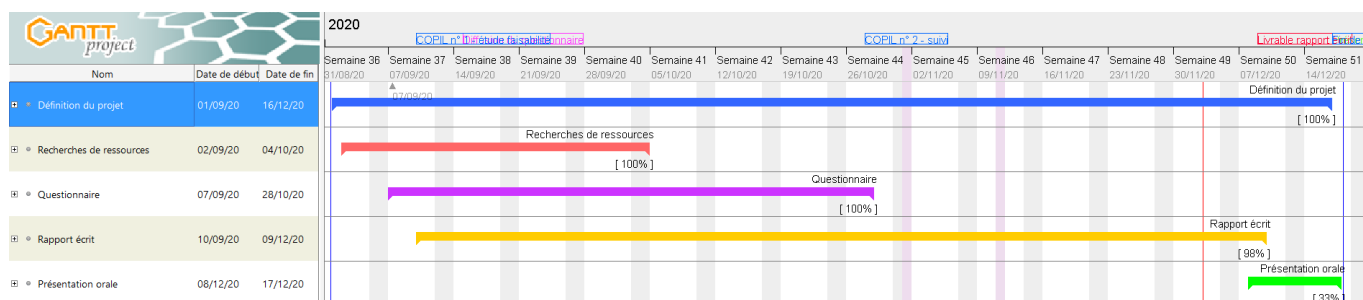 GANTT
project
2020
COPIL n° 1 - étude faisabilité
COPIL n° 2 - suivi
Livrable rapport écrit
Semaine 36 Semaine 37 Semaine 38 Semaine 39 Semaine 40 Semaine 41 Semaine 42 Semaine 43 Semaine 44 Semaine 45 Semaine 46 Semaine 47 Semaine 48 Semaine 49 Semaine 50 Semaine 51
Nom Date de début Date de fin
31/08/20 07/09/20 14/09/20 21/09/20 28/09/20 05/10/20 12/10/20 19/10/20 26/10/20 02/11/20 09/11/20 16/11/20 23/11/20 30/11/20 07/12/20 14/12/20
07/09/20
Définition du projet 01/09/20 16/12/20
Définition du projet
[ 100% ]
Recherches de ressources 02/09/20 04/10/20
Recherches de ressources
[ 100% ]
Questionnaire 07/09/20 28/10/20
Questionnaire
[ 100% ]
Rapport écrit 10/09/20 09/12/20
Rapport écrit
[ 98% ]
Présentation orale 08/12/20 17/12/20
Présentation orale
[ 33% ]